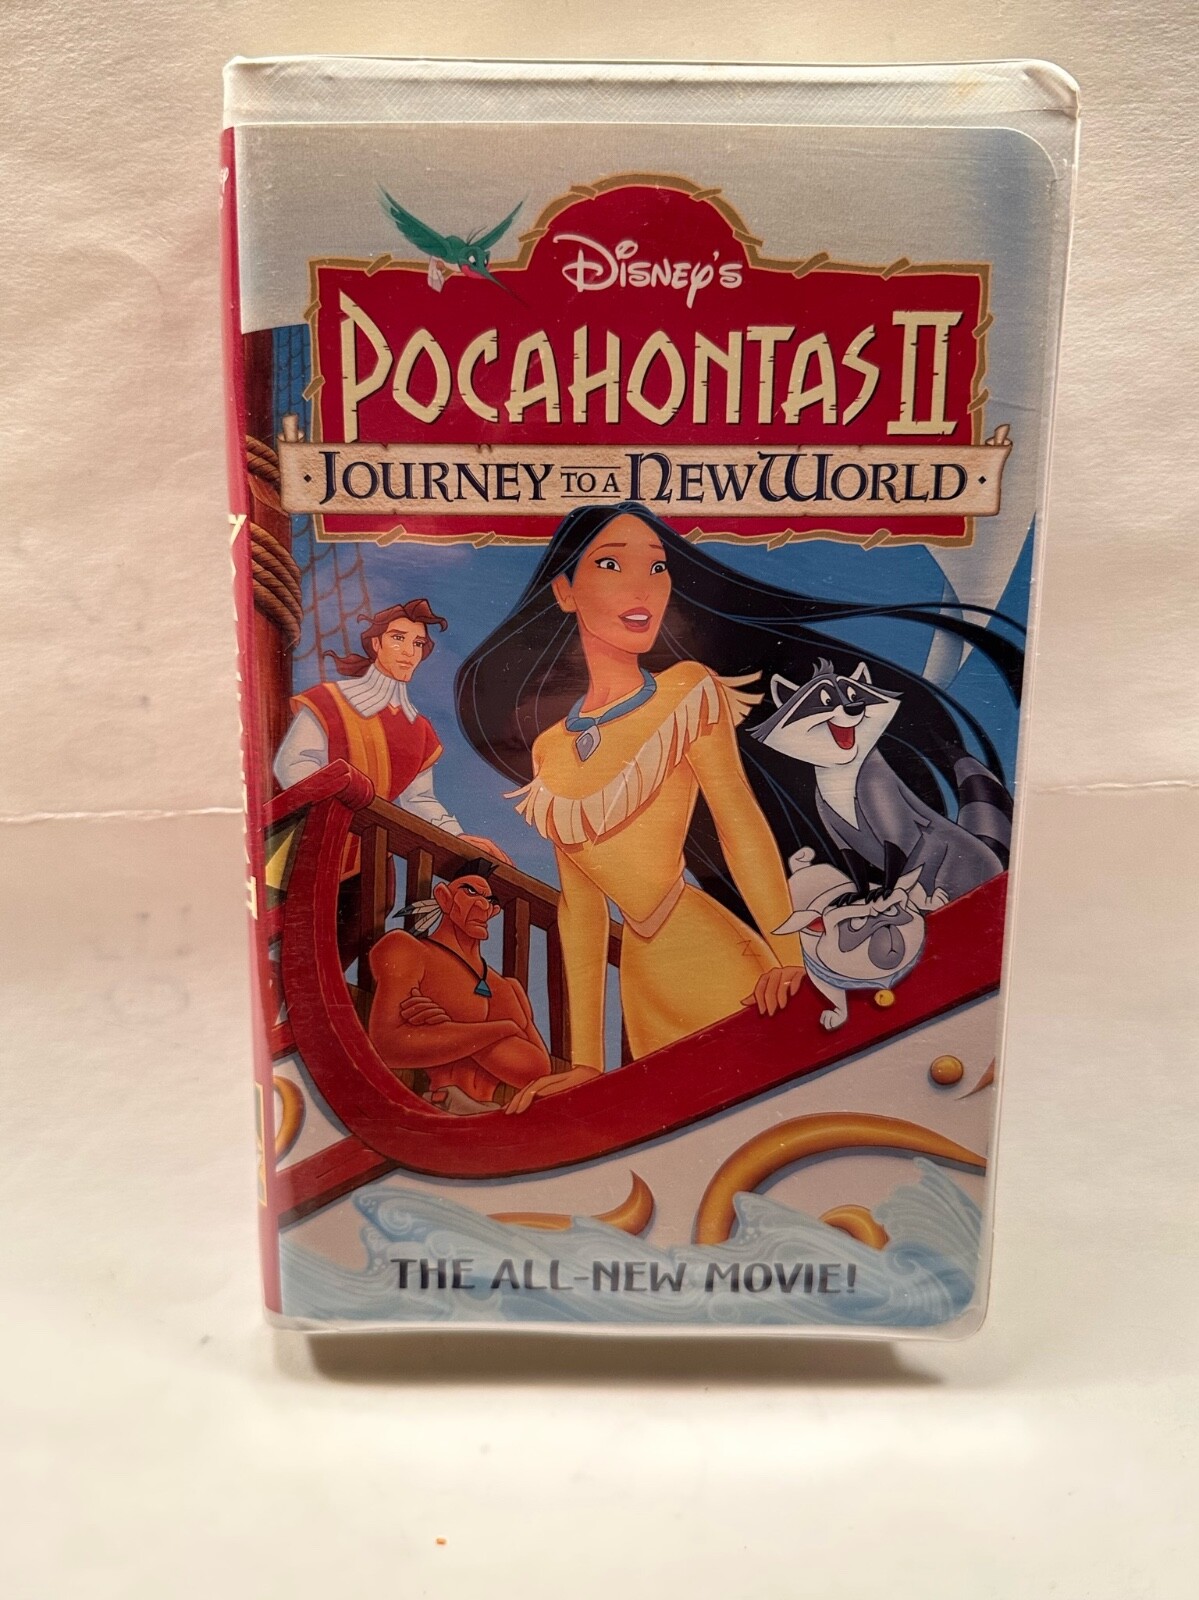 Disney's
POCAHONTAS II
·JOURNEY TO A NEW WORLD·
THE ALL-NEW MOVIE!